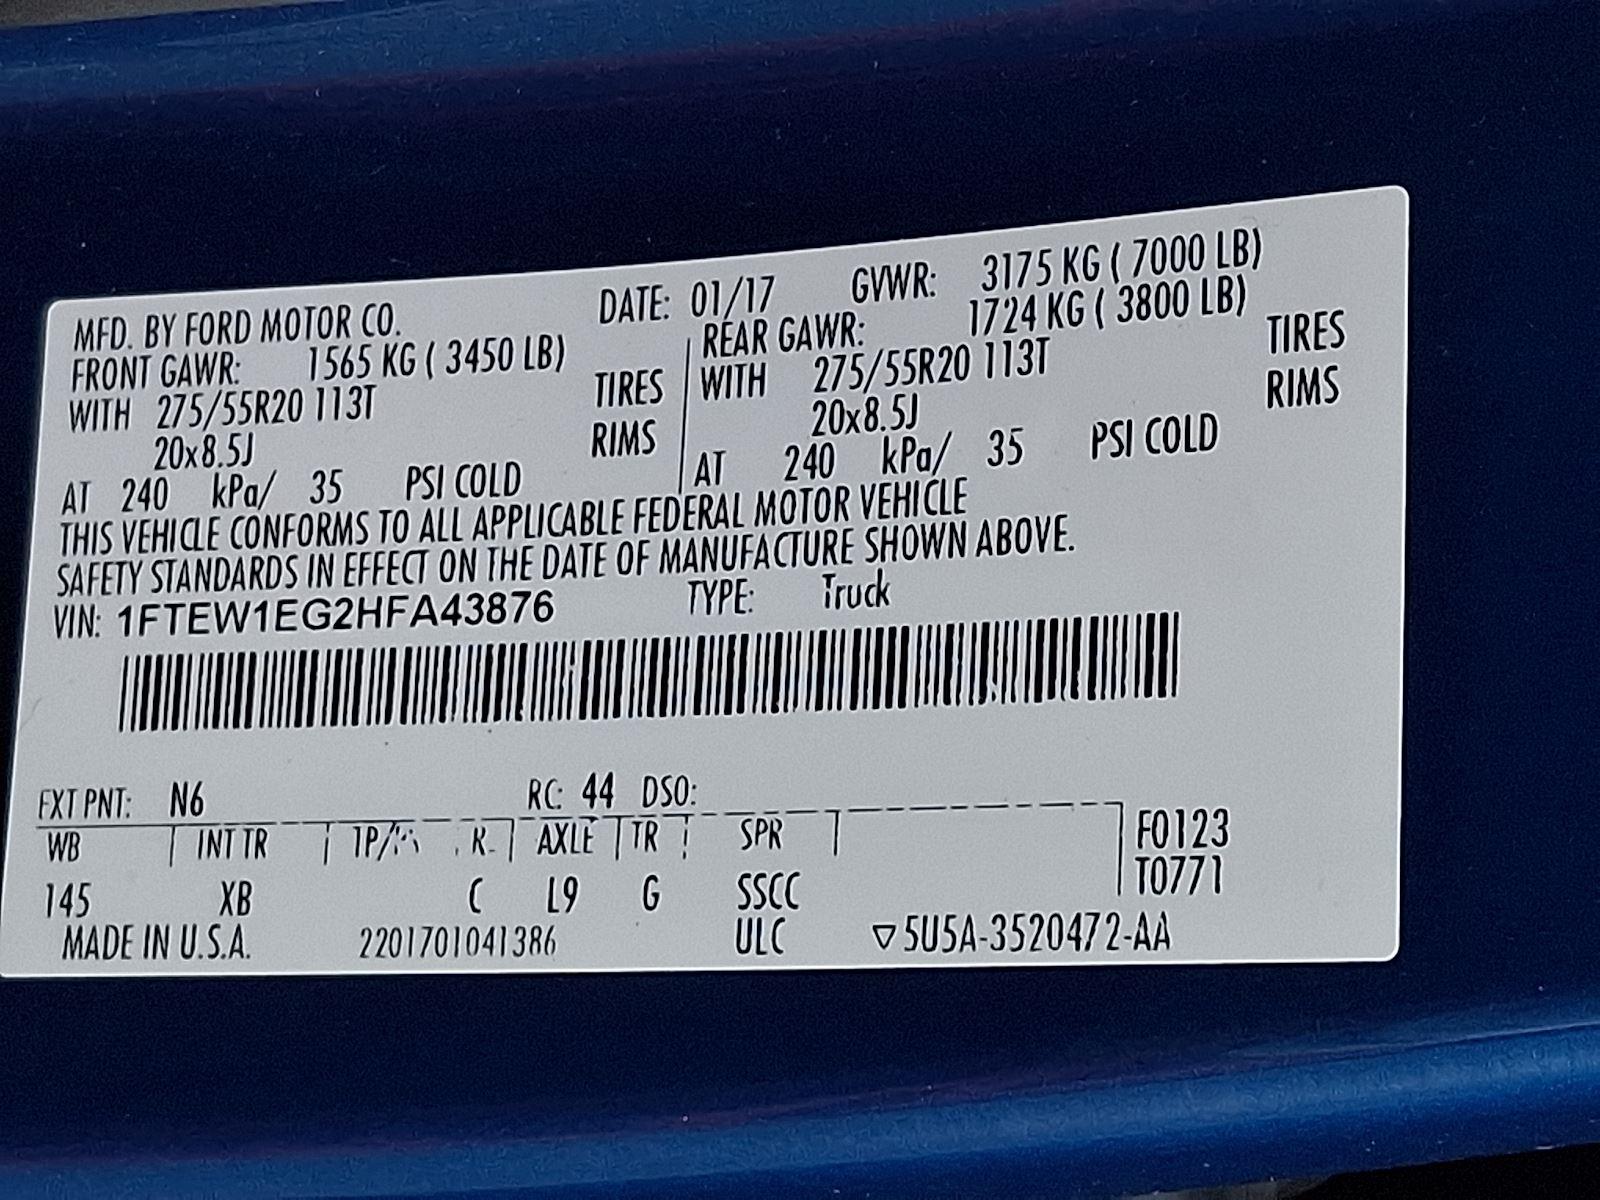 MFD. BY FORD MOTOR CO. DATE: 01/17 GVWR: 3175 KG ( 7000 LB)
FRONT GAWR: 1565 KG ( 3450 LB) REAR GAWR: 1724 KG ( 3800 LB)
WITH 275/55R20 113T TIRES WITH 275/55R20 113T TIRES
20x8.5J RIMS 20x8.5J RIMS
AT 240 kPa/ 35 PSI COLD AT 240 kPa/ 35 PSI COLD
THIS VEHICLE CONFORMS TO ALL APPLICABLE FEDERAL MOTOR VEHICLE
SAFETY STANDARDS IN EFFECT ON THE DATE OF MANUFACTURE SHOWN ABOVE.
VIN: 1FTEW1EG2HFA43876 TYPE: Truck
EXT PNT: N6 RC: 44 DSO:
WB INT TR R AXLE TR SPR F0123
T0771
145 XB C L9 G SSCC
MADE IN U.S.A. 2201701041386 ULC ▽5U5A-3520472-AA